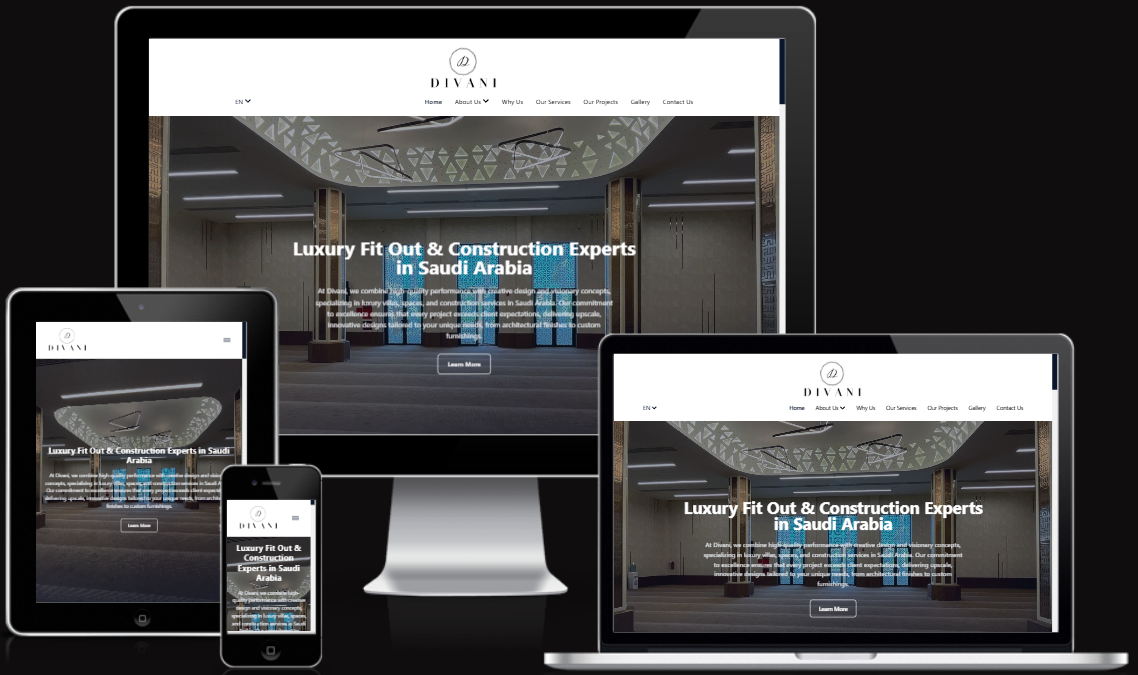 D
DIVANI
EN
Home About Us Why Us Our Services Our Projects Gallery Contact Us
Luxury Fit Out & Construction Experts
in Saudi Arabia
At Divani, we combine high-quality performance with creative design and visionary concepts,
specializing in luxury villas, spaces, and construction services in Saudi Arabia. Our commitment
to excellence ensures that every project exceeds client expectations, delivering upscale,
innovative designs tailored to your unique needs, from architectural finishes to custom
furnishings.
Learn More
D
DIVANI
Luxury Fit Out & Construction Experts in Saudi
Arabia
At Divani, we combine high-quality performance with creative design and
concepts, specializing in luxury villas, spaces, and construction services in Saudi
Our commitment to excellence ensures that every project exceeds client
delivering upscale, innovative designs tailored to your unique needs, from
finishes to custom furnishings.
Learn More
D
DIVANI
Luxury Fit Out &
Construction
Experts in Saudi
Arabia
At Divani, we combine high-
quality performance with creative
design and visionary concepts,
specializing in luxury villas, spaces,
and construction services in Saudi
D
DIVANI
EN
Home About Us Why Us Our Services Our Projects Gallery Contact Us
Luxury Fit Out & Construction Experts
in Saudi Arabia
At Divani, we combine high-quality performance with creative design and visionary concepts,
specializing in luxury villas, spaces, and construction services in Saudi Arabia. Our commitment
to excellence ensures that every project exceeds client expectations, delivering upscale,
innovative designs tailored to your unique needs, from architectural finishes to custom
furnishings.
Learn More